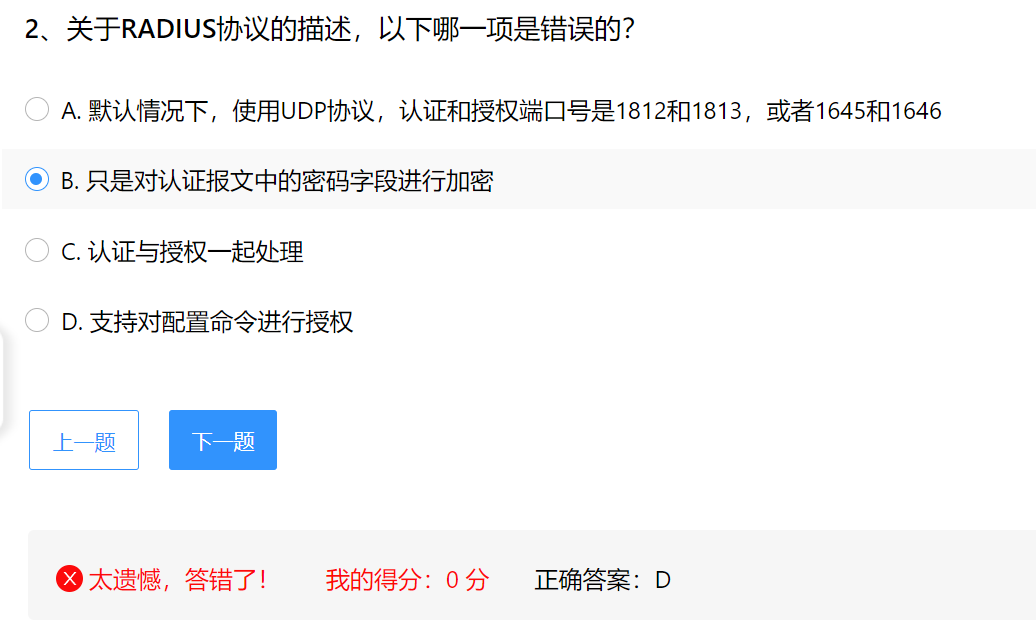 2、关于RADIUS协议的描述，以下哪一项是错误的？
A. 默认情况下，使用UDP协议，认证和授权端口号是1812和1813，或者1645和1646
B. 只是对认证报文中的密码字段进行加密
C. 认证与授权一起处理
D. 支持对配置命令进行授权
上一题 下一题
X 太遗憾，答错了！ 我的得分：0 分 正确答案：D